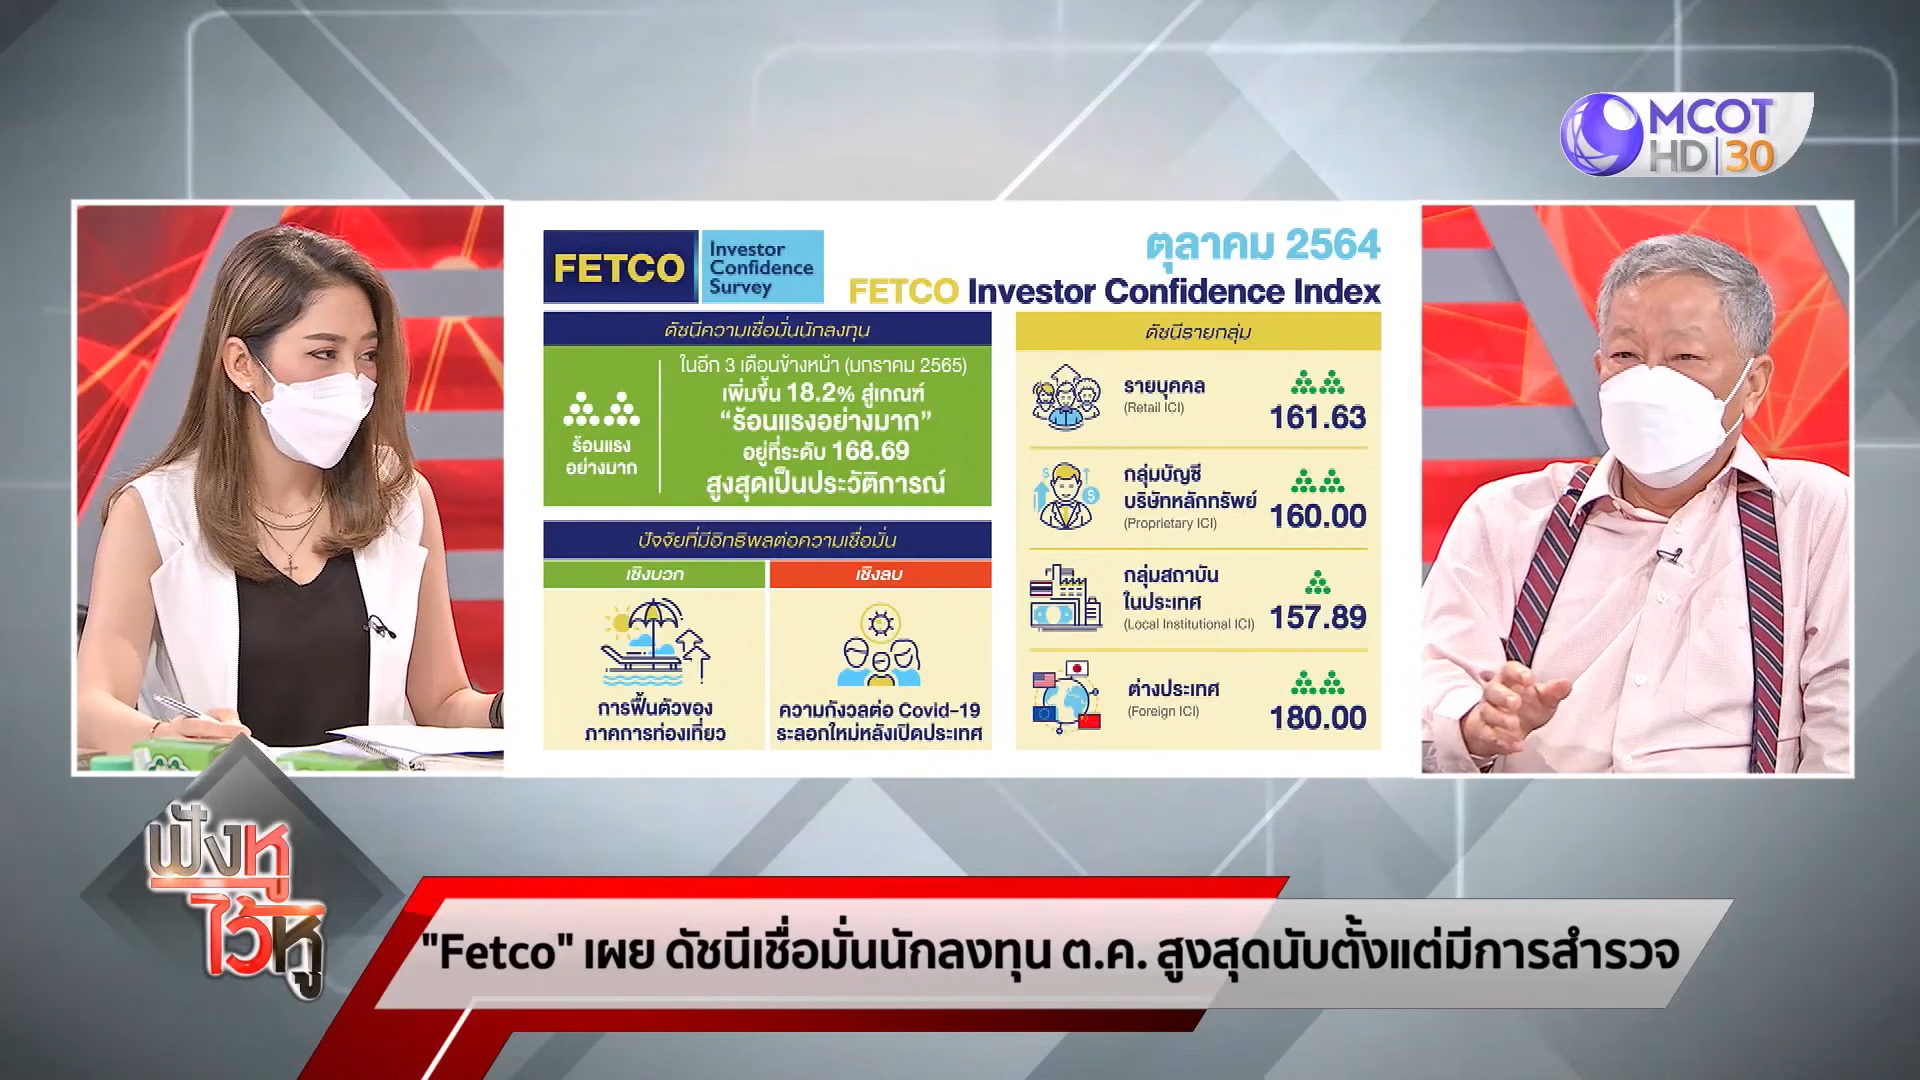 MCOT
HD 30
FETCO
Investor
Confidence
Survey
ตุลาคม 2564
FETCO Investor Confidence Index
ดัชนีความเชื่อมั่นนักลงทุน
ร้อนแรง
อย่างมาก
ในอีก 3 เดือนข้างหน้า (มกราคม 2565)
เพิ่มขึ้น 18.2% สู่เกณฑ์
“ร้อนแรงอย่างมาก”
อยู่ที่ระดับ 168.69
สูงสุดเป็นประวัติการณ์
ปัจจัยที่มีอิทธิพลต่อความเชื่อมั่น
เชิงบวก
การฟื้นตัวของ
ภาคการท่องเที่ยว
เชิงลบ
ความกังวลต่อ Covid-19
ระลอกใหม่หลังเปิดประเทศ
ดัชนีรายกลุ่ม
รายบุคคล
(Retail ICI)
161.63
กลุ่มบัญชี
บริษัทหลักทรัพย์
(Proprietary ICI)
160.00
กลุ่มสถาบัน
ในประเทศ
(Local Institutional ICI)
157.89
ต่างประเทศ
(Foreign ICI)
180.00
ฟังหู
ไว้หู
"Fetco" เผย ดัชนีเชื่อมั่นนักลงทุน ต.ค. สูงสุดนับตั้งแต่มีการสำรวจ